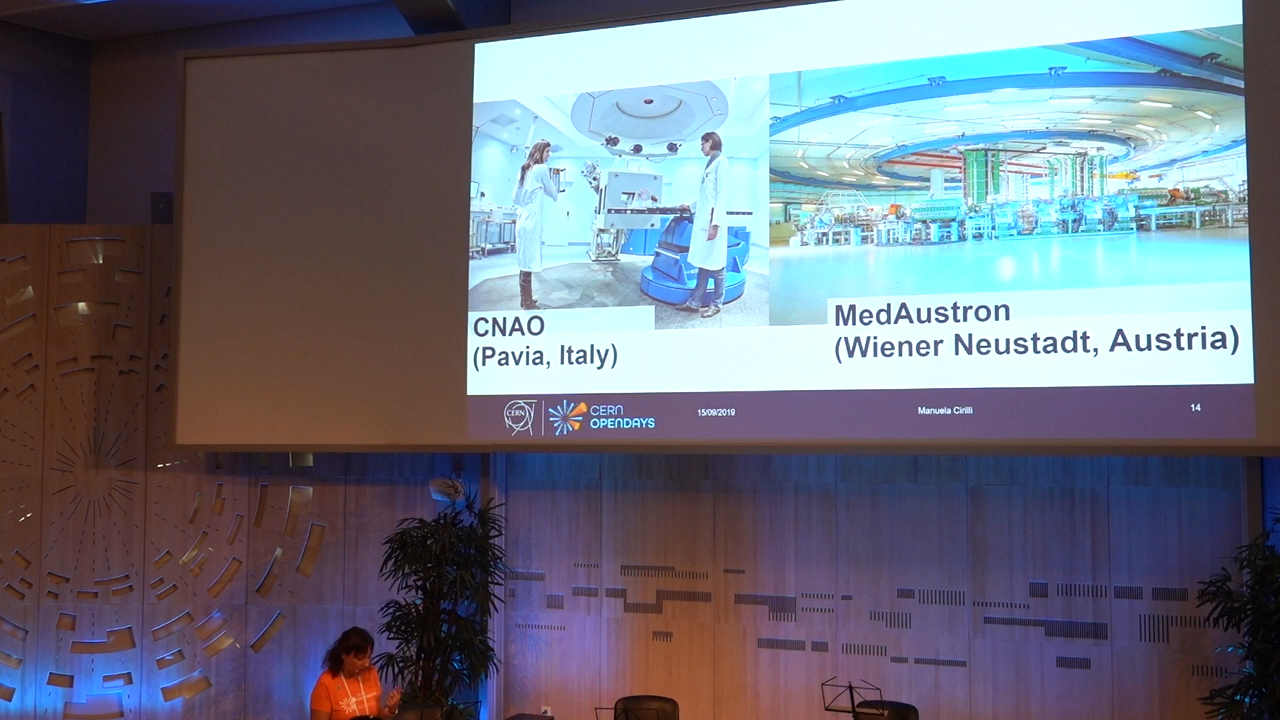 CNAO
(Pavia, Italy)
MedAustron
(Wiener Neustadt, Austria)
CERN
CERN
OPENDAYS
15/09/2019
Manuela Cirilli
14